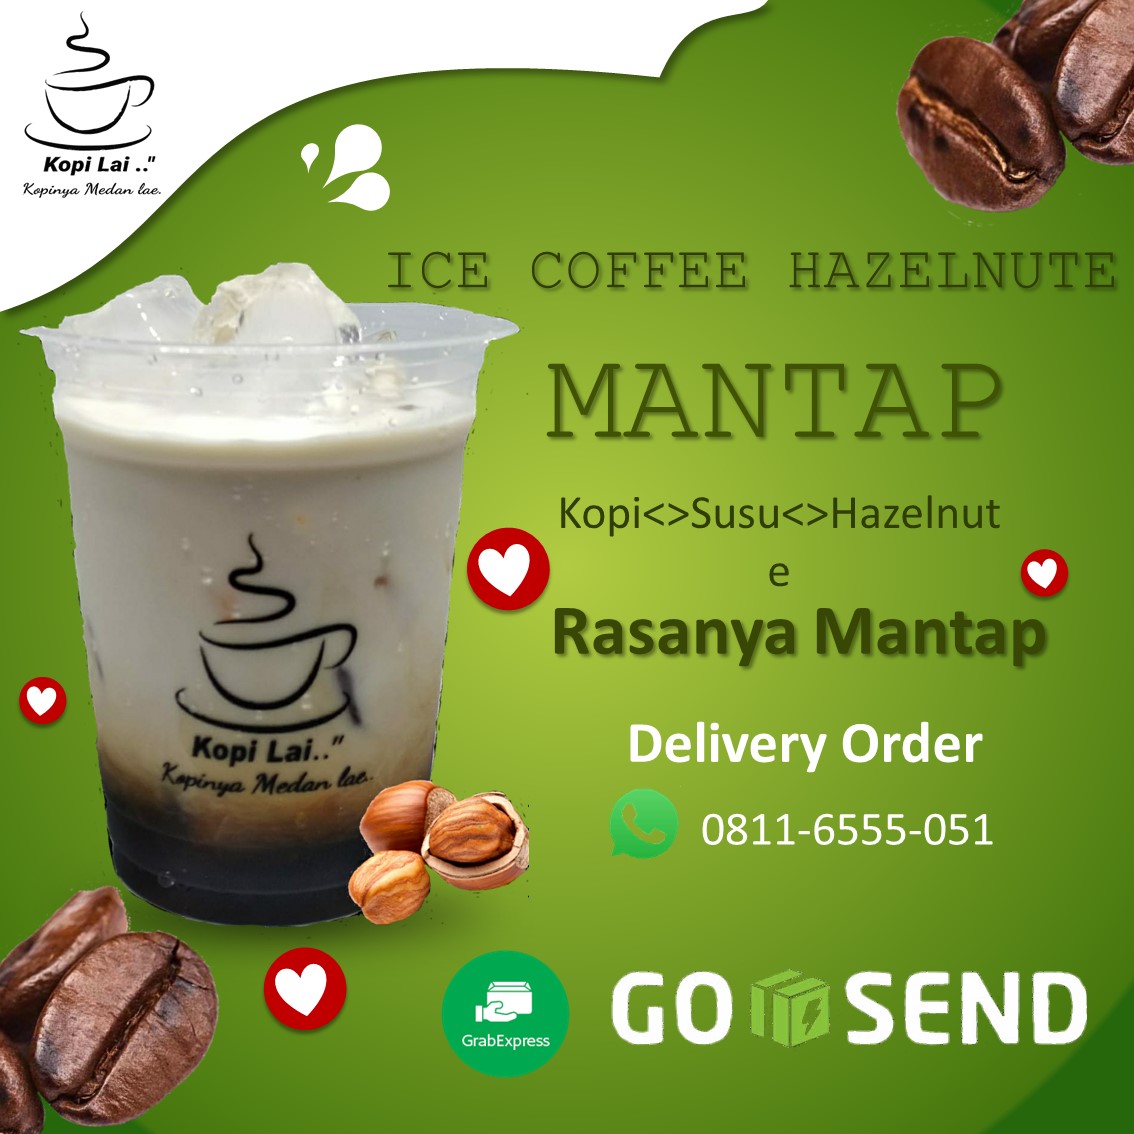 Kopi Lai .."
Kopinya Medan lae.
ICE COFFEE HAZELNUTE
MANTAP
Kopi<>Susu<>Hazelnut
e
Rasanya Mantap
Kopi Lai.."
Kopinya Medan lae..
Delivery Order
0811-6555-051
GrabExpress
GO SEND